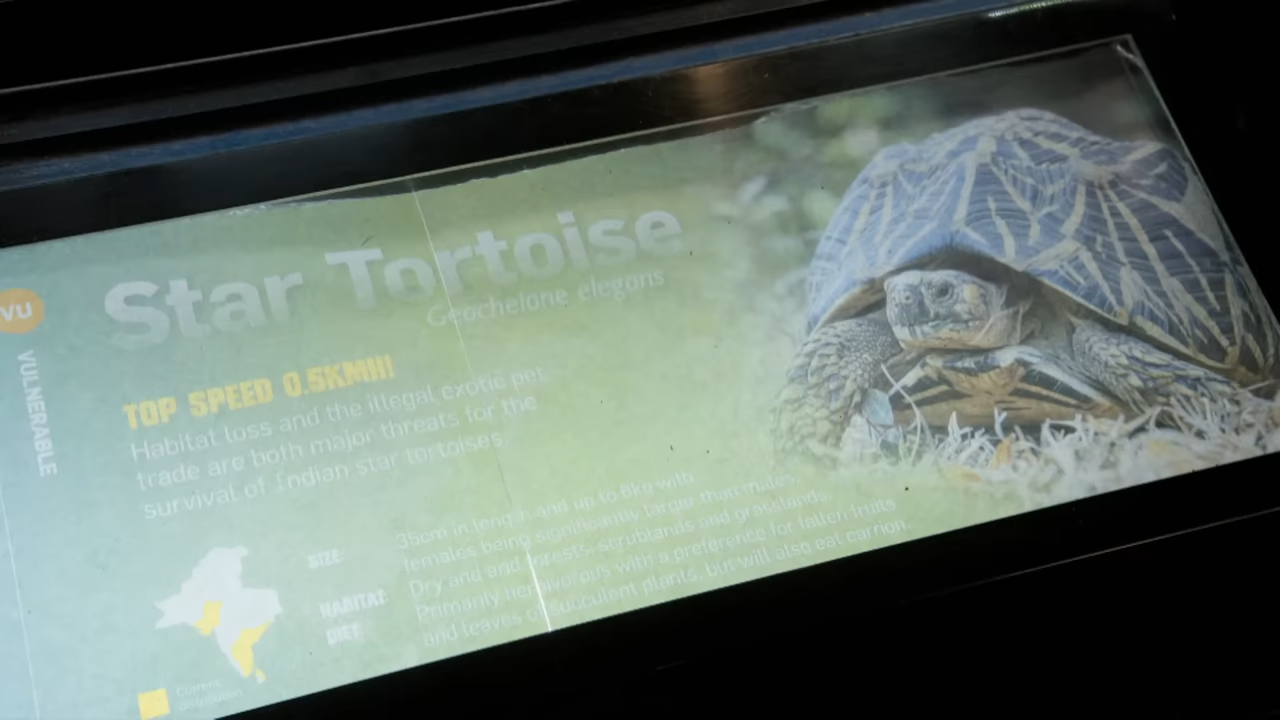 Star Tortoise
Geochelone elegans
VU
VULNERABLE
TOP SPEED 0.5KMH!
Habitat loss and the illegal exotic pet
trade are both major threats for the
survival of Indian star tortoises.
SIZE:
35cm in length and up to 6kg with
females being significantly larger than males.
HABITAT:
Dry and arid forests, scrublands and grasslands.
DIET:
Primarily herbivorous with a preference for fallen fruits
and leaves of succulent plants, but will also eat carrion.
Current
distribution